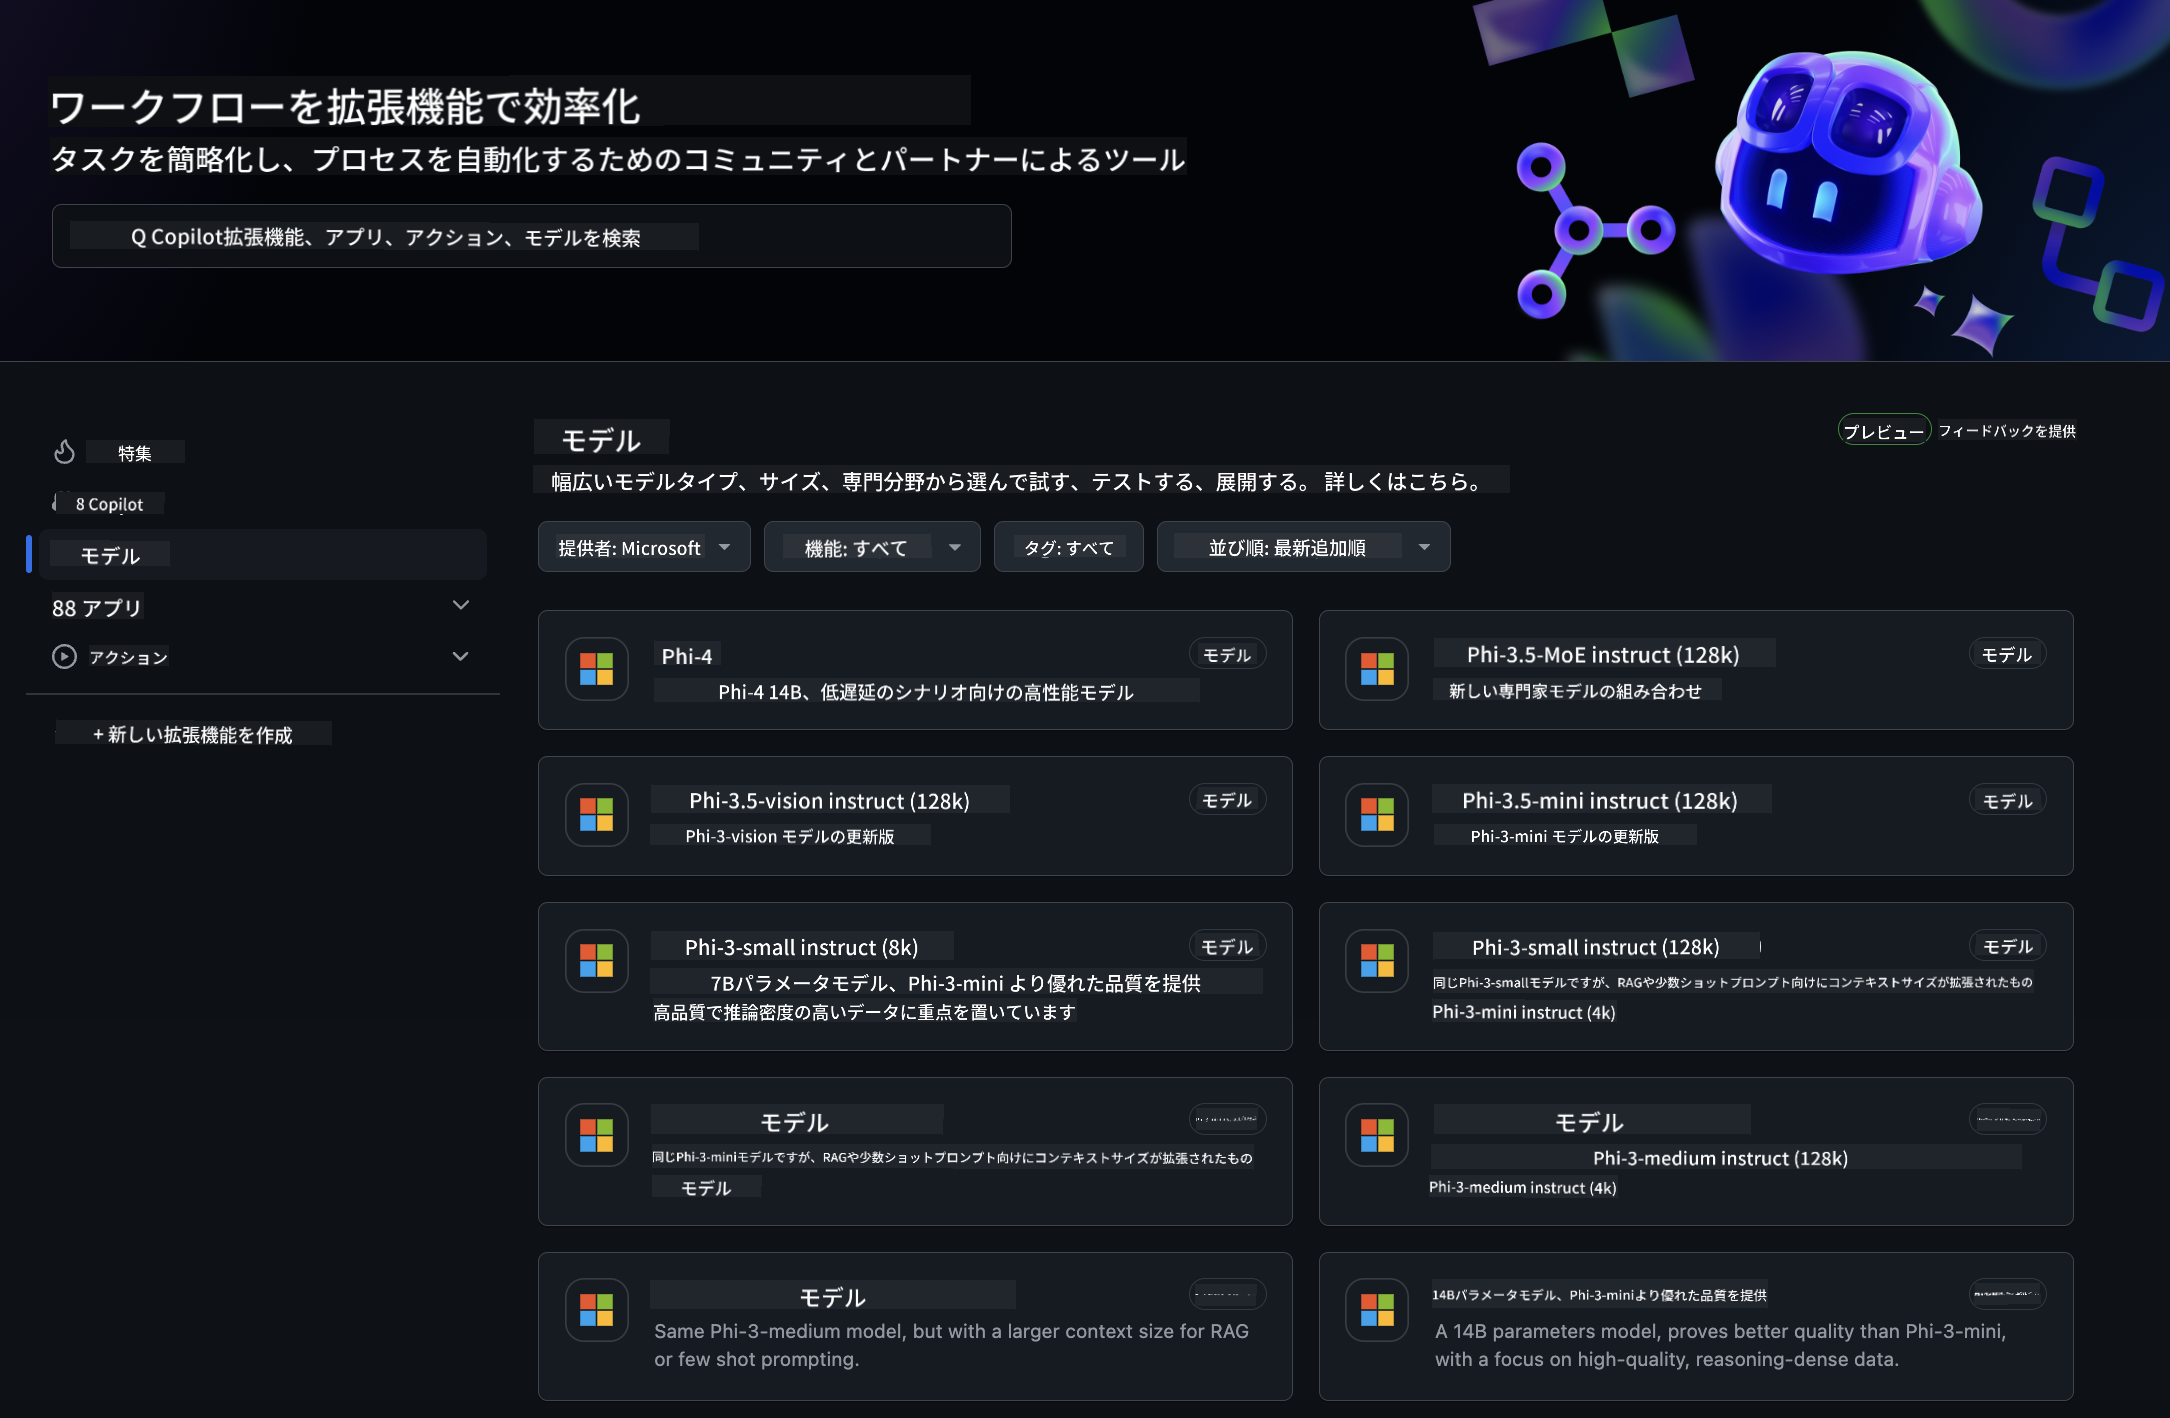 ワークフローを拡張機能で効率化
タスクを簡略化し、プロセスを自動化するためのコミュニティとパートナーによるツール
Q Copilot拡張機能、アプリ、アクション、モデルを検索
特集
8 Copilot
モデル
88 アプリ
アクション
+ 新しい拡張機能を作成
モデル
プレビュー フィードバックを提供
幅広いモデルタイプ、サイズ、専門分野から選んで試す、テストする、展開する。 詳しくはこちら。
提供者: Microsoft 機能: すべて タグ: すべて 並び順: 最新追加順
Phi-4 モデル
Phi-4 14B、低遅延のシナリオ向けの高性能モデル
Phi-3.5-MoE instruct (128k) モデル
新しい専門家モデルの組み合わせ
Phi-3.5-vision instruct (128k) モデル
Phi-3-vision モデルの更新版
Phi-3.5-mini instruct (128k) モデル
Phi-3-mini モデルの更新版
Phi-3-small instruct (8k) モデル
7Bパラメータモデル、Phi-3-mini より優れた品質を提供
高品質で推論密度の高いデータに重点を置いています
Phi-3-small instruct (128k) モデル
同じPhi-3-smallモデルですが、RAGや少数ショットプロンプト向けにコンテキストサイズが拡張されたもの
Phi-3-mini instruct (4k)
モデル
同じPhi-3-miniモデルですが、RAGや少数ショットプロンプト向けにコンテキストサイズが拡張されたもの
モデル
モデル
Phi-3-medium instruct (128k)
Phi-3-medium instruct (4k)
モデル
Same Phi-3-medium model, but with a larger context size for RAG
or few shot prompting.
14Bパラメータモデル、Phi-3-miniより優れた品質を提供
A 14B parameters model, proves better quality than Phi-3-mini,
with a focus on high-quality, reasoning-dense data.